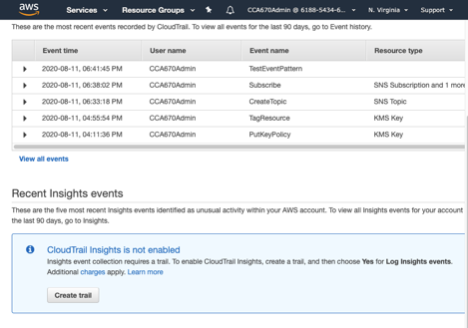 aws Services Resource Groups CCA670Admin @ 6188-5434-6... N. Virginia Support
These are the most recent events recorded by CloudTrail. To view all events for the last 90 days, go to Event history.
Event time User name Event name Resource type
2020-08-11, 06:41:45 PM CCA670Admin TestEventPattern
2020-08-11, 06:38:02 PM CCA670Admin Subscribe SNS Subscription and 1 more
2020-08-11, 06:33:18 PM CCA670Admin CreateTopic SNS Topic
2020-08-11, 04:55:54 PM CCA670Admin TagResource KMS Key
2020-08-11, 04:11:36 PM CCA670Admin PutKeyPolicy KMS Key
View all events
Recent Insights events
These are the five most recent Insights events identified as unusual activity within your AWS account. To view all Insights events for your account
the last 90 days, go to Insights.
CloudTrail Insights is not enabled
Insights event collection requires a trail. To enable CloudTrail Insights, create a trail, and then choose Yes for Log Insights events.
Additional charges apply. Learn more
Create trail